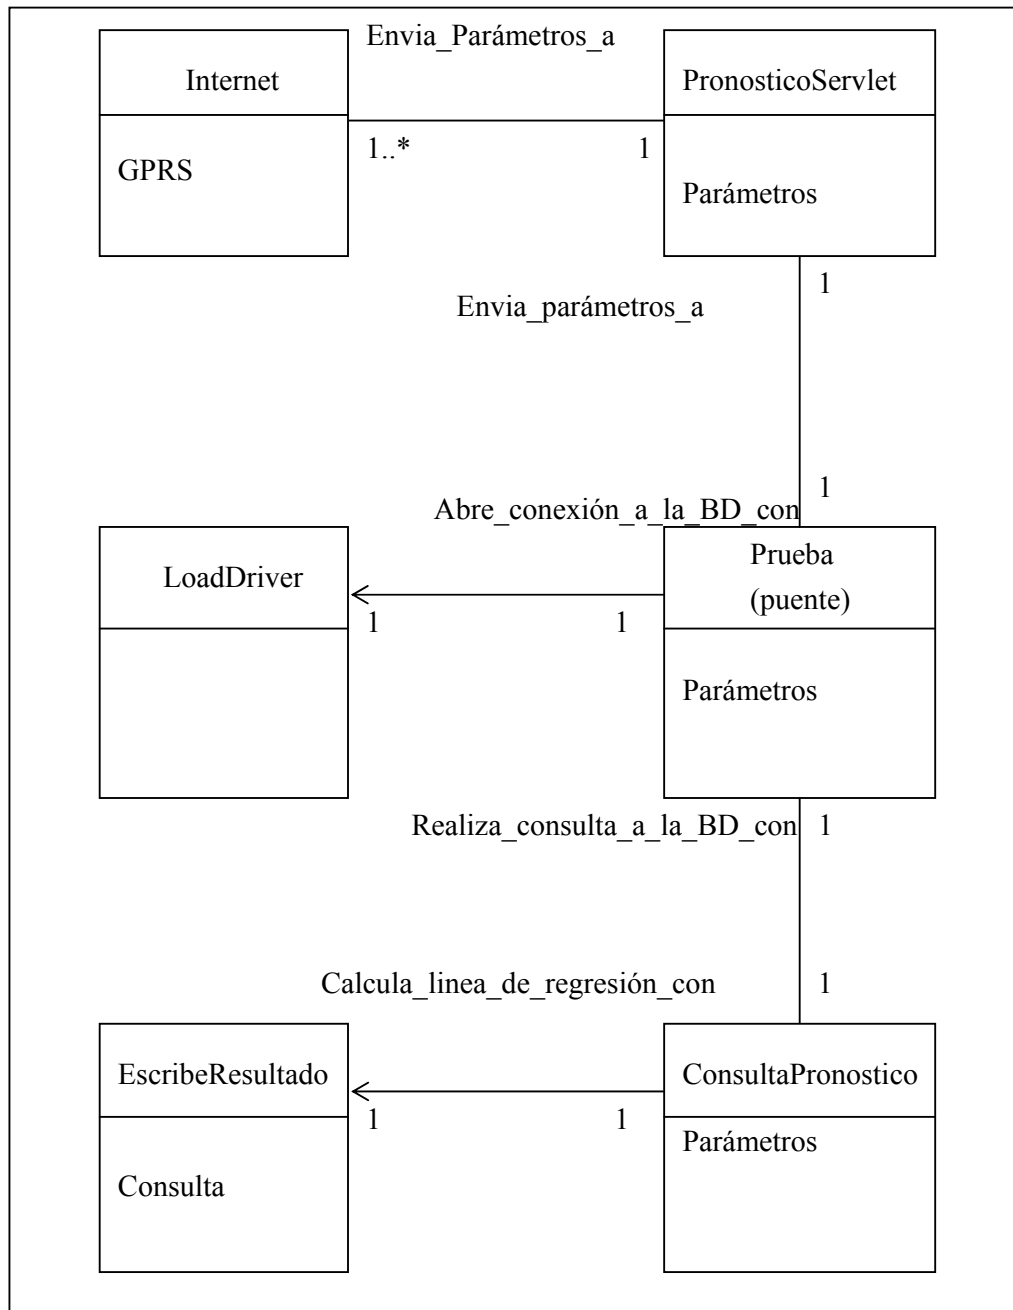 Envia_Parámetros_a
Internet
PronosticoServlet
1..*
1
GPRS
Parámetros
1
Envia_parámetros_a
1
Abre_conexión_a_la_BD_con
LoadDriver
Prueba
(puente)
1
1
Parámetros
Realiza_consulta_a_la_BD_con
1
Calcula_linea_de_regresión_con
1
EscribeResultado
ConsultaPronostico
1
1
Parámetros
Consulta